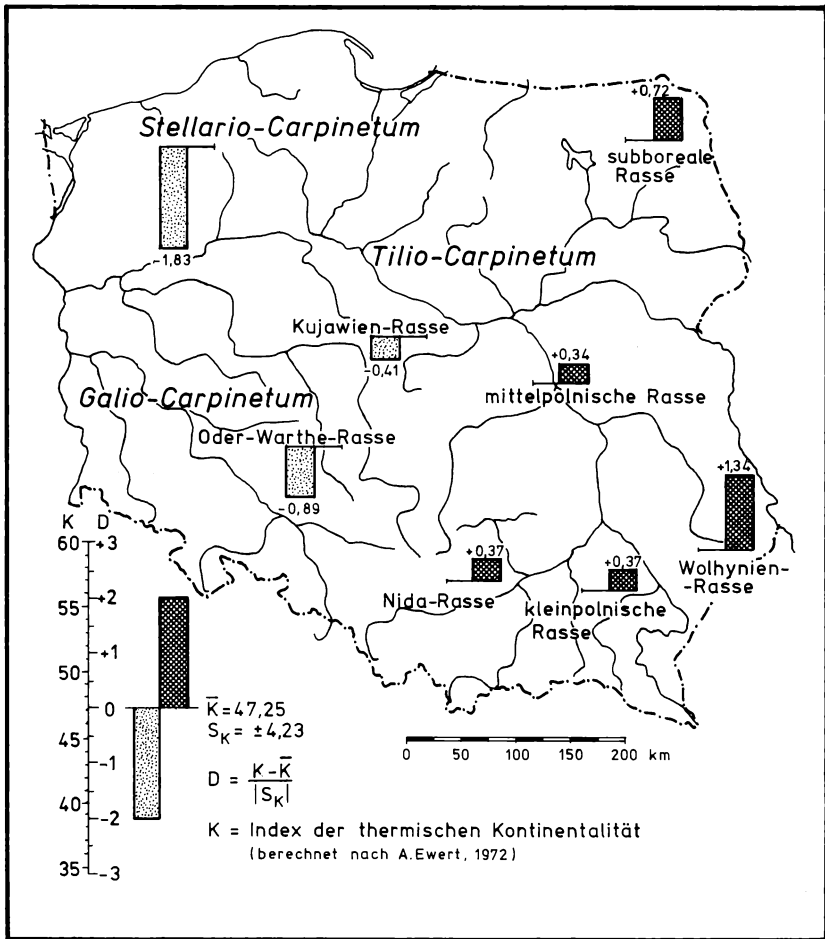 +0,72
Stellario-Carpinetum
subboreale
Rasse
-1,83
Tilio-Carpinetum
Kujawien-Rasse
-0,41
+0,34
mittelpolnische Rasse
Galio-Carpinetum
Oder-Warthe-Rasse
-0,89
+1,34
Wolhynien-
-Rasse
+0,37
Nida-Rasse
+0,37
kleinpolnische
Rasse
K D
60 +3
55 +2
+1
50
0
45 -1
40 -2
35 -3
K̅ = 47,25
S_K = ±4,23
D = (K - K̅) / |S_K|
0 50 100 150 200 km
K = Index der thermischen Kontinentalität
(berechnet nach A.Ewert, 1972)